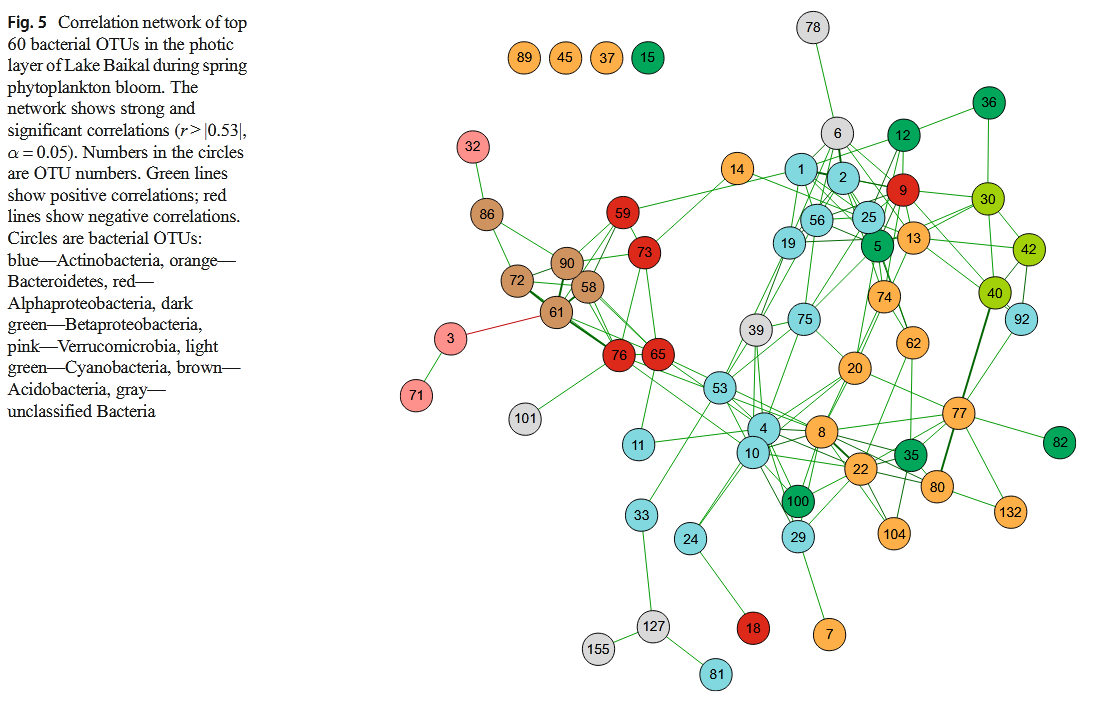 Fig. 5 Correlation network of top
60 bacterial OTUs in the photic
layer of Lake Baikal during spring
phytoplankton bloom. The
network shows strong and
significant correlations (r > |0.53|,
α = 0.05). Numbers in the circles
are OTU numbers. Green lines
show positive correlations; red
lines show negative correlations.
Circles are bacterial OTUs:
blue—Actinobacteria, orange—
Bacteroidetes, red—
Alphaproteobacteria, dark
green—Betaproteobacteria,
pink—Verrucomicrobia, light
green—Cyanobacteria, brown—
Acidobacteria, gray—
unclassified Bacteria
78
89 45 37 15
36
6
12
32
14
1
2
9
30
86
59
56
25
19
5
13
42
73
90
72
58
40
74
61
92
75
39
3
62
76
65
20
53
71
77
101
4
8
82
11
10
35
22
80
100
132
33
24
29
104
127
18
7
155
81